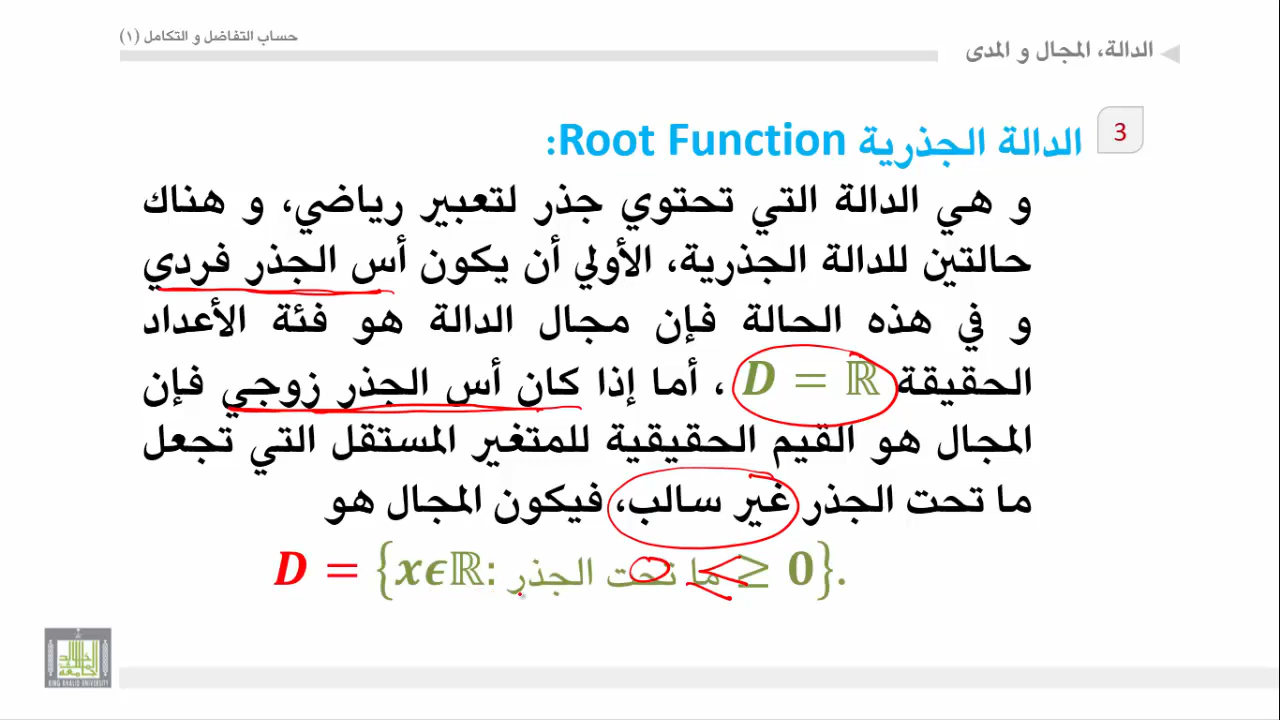 حساب التفاضل و التكامل (١)
الدالة، المجال و المدى
3
الدالة الجذرية Root Function:
و هي الدالة التي تحتوي جذر لتعبير رياضي، و هناك
حالتين للدالة الجذرية، الأولي أن يكون أس الجذر فردي
و في هذه الحالة فإن مجال الدالة هو فئة الأعداد
الحقيقة D = ℝ ، أما إذا كان أس الجذر زوجي فإن
المجال هو القيم الحقيقية للمتغير المستقل التي تجعل
ما تحت الجذر غير سالب، فيكون المجال هو
D = {xϵℝ: ما تحت الجذر ≥ 0}.
KING KHALID UNIVERSITY